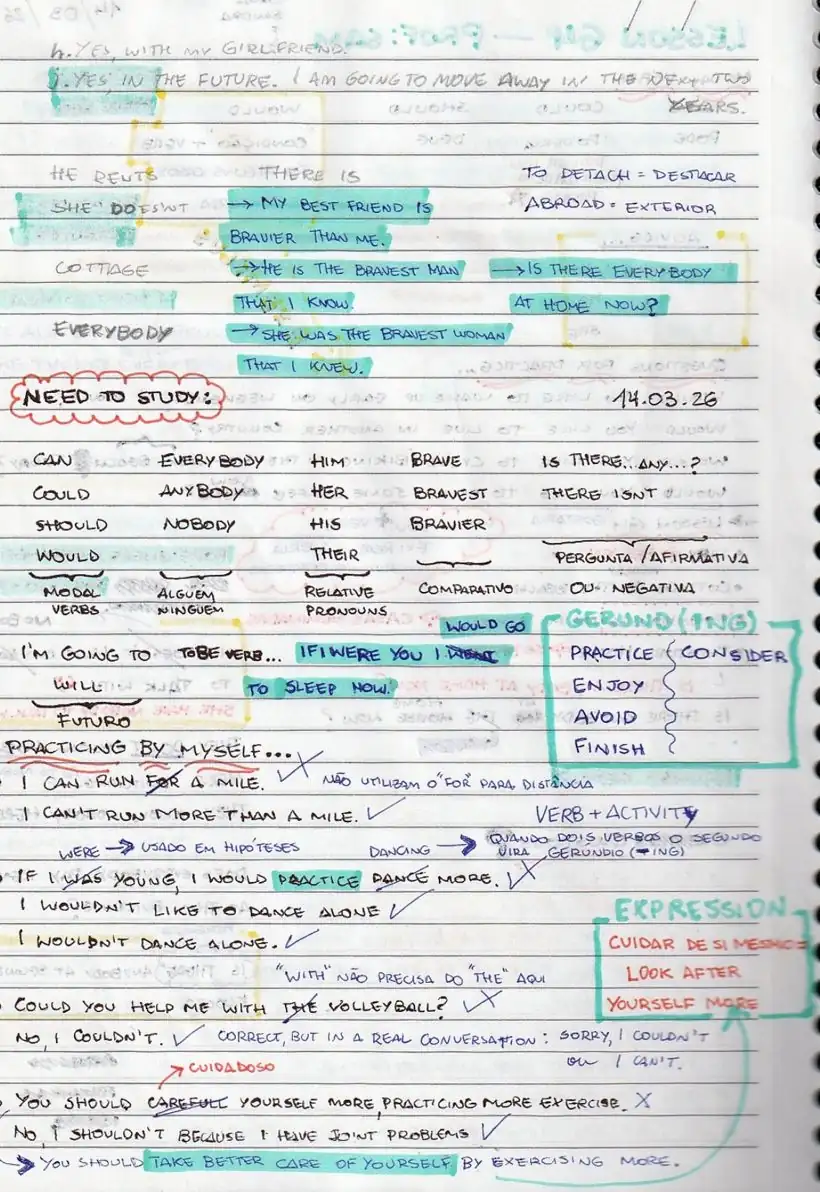 h. YES, WITH MY GIRLFRIEND.
j. YES, IN THE FUTURE. I AM GOING TO MOVE AWAY IN THE NEXT TWO
YEARS.
HE RENTS THERE IS TO DETACH = DESTACAR
SHE DOESN'T → MY BEST FRIEND IS ABROAD = EXTERIOR
BRAVIER THAN ME.
COTTAGE → HE IS THE BRAVEST MAN → IS THERE EVERYBODY
THAT I KNOW. AT HOME NOW?
EVERYBODY → SHE WAS THE BRAVEST WOMAN
THAT I KNEW.
NEED TO STUDY: 14.03.26
CAN EVERYBODY HIM BRAVE IS THERE...ANY...?
COULD ANYBODY HER BRAVEST THERE ISN'T
SHOULD NOBODY HIS BRAVIER
WOULD THEIR PERGUNTA/AFIRMATIVA
MODAL ALGUÉM RELATIVE COMPARATIVO OU NEGATIVA
VERBS NINGUÉM PRONOUNS
WOULD GO GERUND (ING)
I'M GOING TO TO BE VERB... IF I WERE YOU I WENT PRACTICE CONSIDER
WILL TO SLEEP NOW. ENJOY
FUTURO AVOID
PRACTICING BY MYSELF... FINISH
I CAN RUN FOR A MILE. NÃO UTILIZAM O "FOR" PARA DISTÂNCIA
I CAN'T RUN MORE THAN A MILE. VERB + ACTIVITY
WERE → USADO EM HIPÓTESES DANCING → QUANDO DOIS VERBOS O SEGUNDO
VIRA GERÚNDIO (-ING)
IF I WAS YOUNG, I WOULD PRACTICE DANCE MORE.
I WOULDN'T LIKE TO DANCE ALONE EXPRESSION
I WOULDN'T DANCE ALONE. CUIDAR DE SI MESMO =
"WITH" NÃO PRECISA DO "THE" AQUI LOOK AFTER
COULD YOU HELP ME WITH THE VOLLEYBALL? YOURSELF MORE
NO, I COULDN'T. CORRECT, BUT IN A REAL CONVERSATION: SORRY, I COULDN'T
→ CUIDADOSO OU I CAN'T.
YOU SHOULD CAREFULL YOURSELF MORE, PRACTICING MORE EXERCISE. X
NO, I SHOULDN'T BECAUSE I HAVE JOINT PROBLEMS
→ YOU SHOULD TAKE BETTER CARE OF YOURSELF BY EXERCISING MORE.